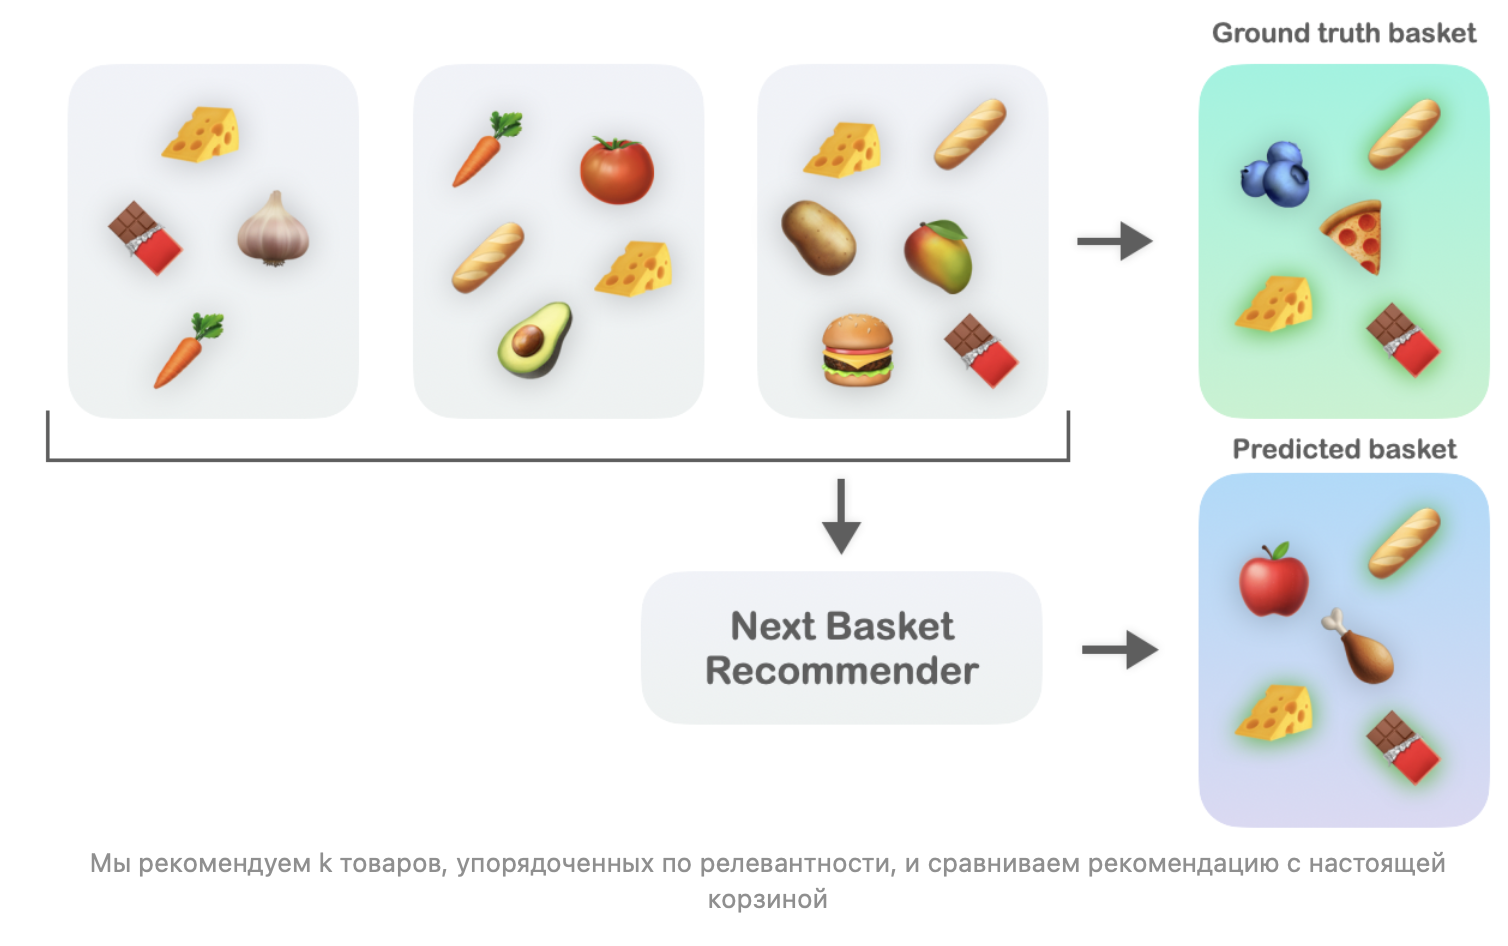 Ground truth basket
Predicted basket
Next Basket
Recommender
Мы рекомендуем k товаров, упорядоченных по релевантности, и сравниваем рекомендацию с настоящей
корзиной